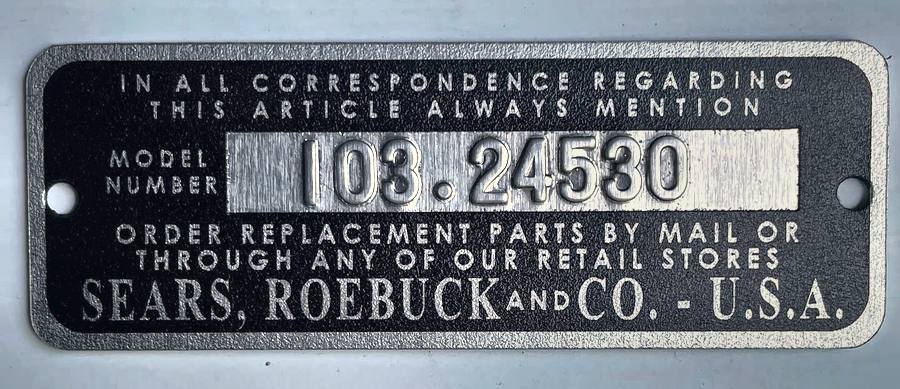 IN ALL CORRESPONDENCE REGARDING
THIS ARTICLE ALWAYS MENTION
MODEL NUMBER 103.24530
ORDER REPLACEMENT PARTS BY MAIL OR
THROUGH ANY OF OUR RETAIL STORES
SEARS, ROEBUCK AND CO. - U.S.A.